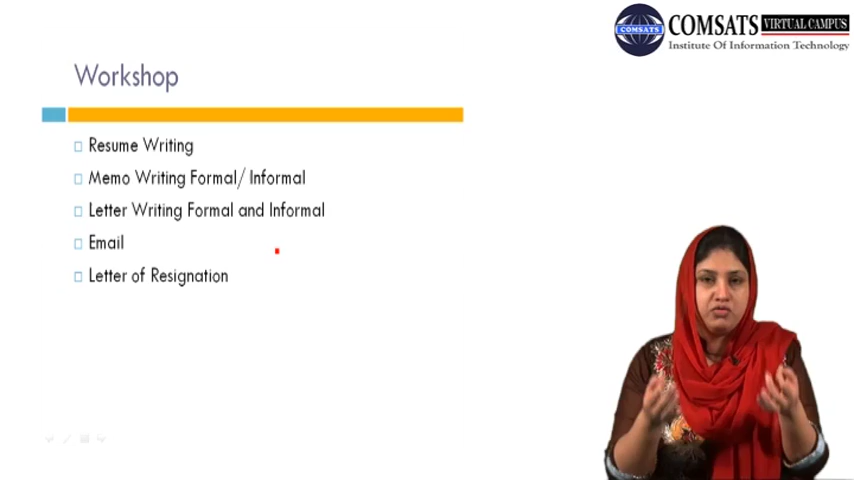 COMSATS VIRTUAL CAMPUS
COMSATS
Institute Of Information Technology
Workshop
Resume Writing
Memo Writing Formal/ Informal
Letter Writing Formal and Informal
Email
Letter of Resignation